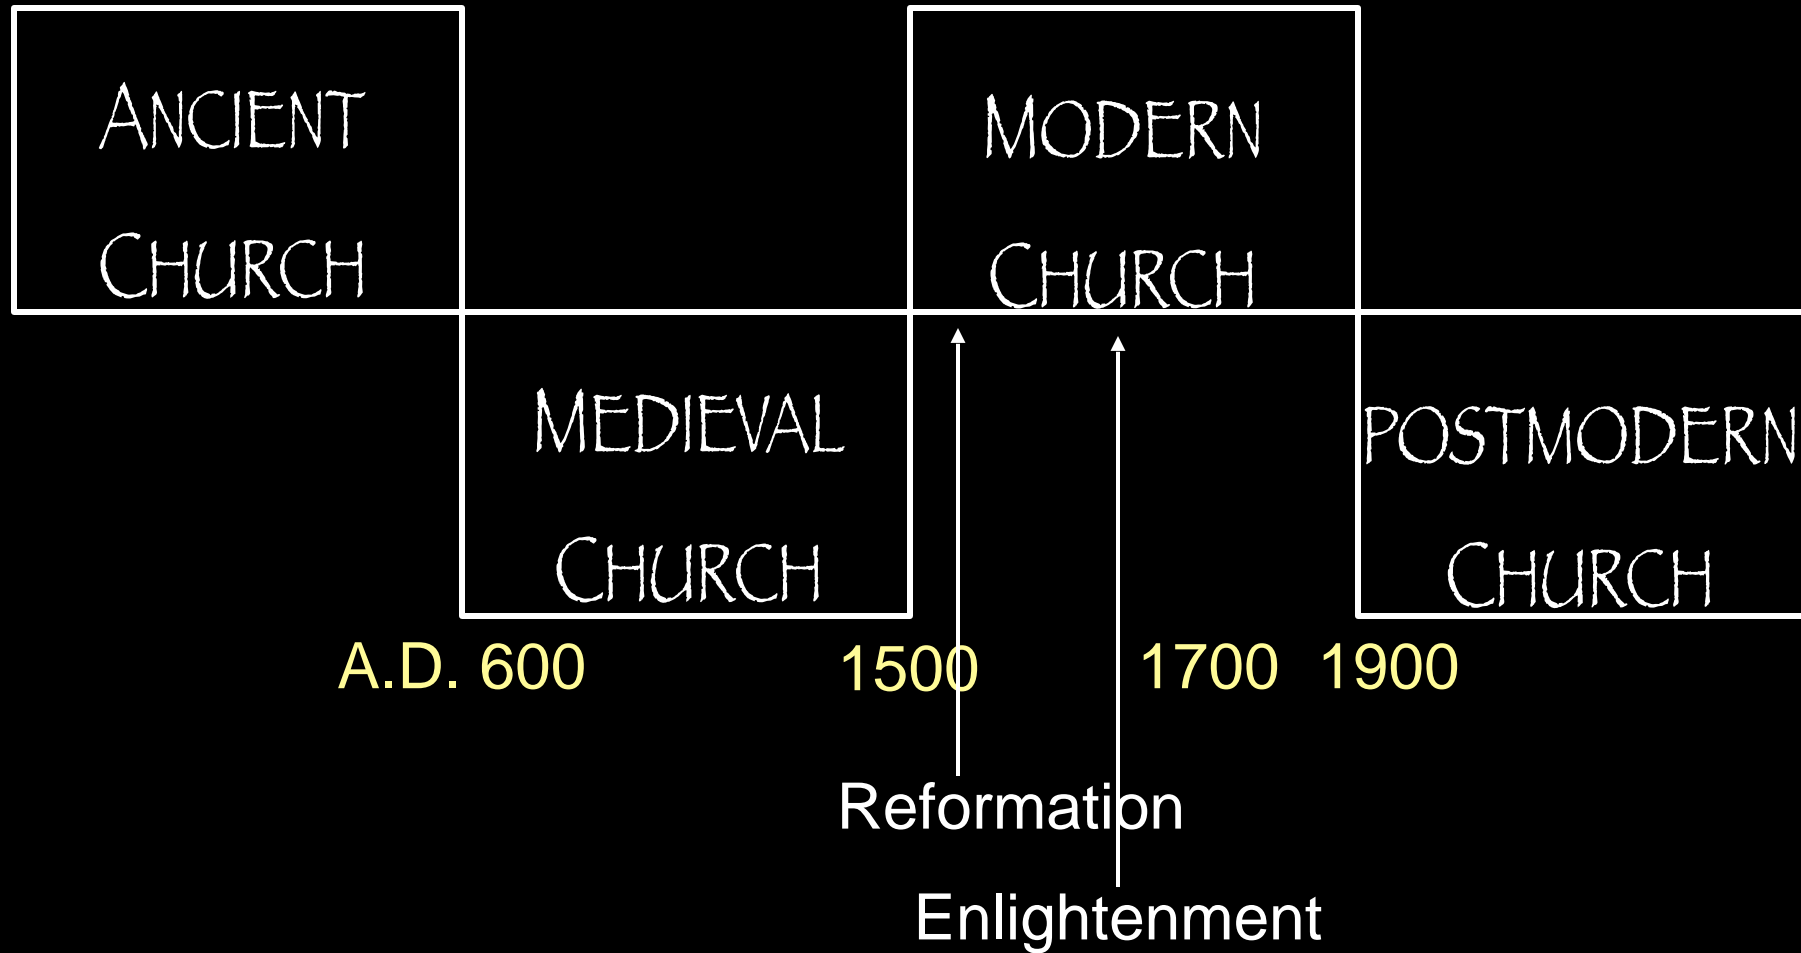 ANCIENT
CHURCH
MODERN
CHURCH
MEDIEVAL
CHURCH
POSTMODERN
CHURCH
A.D. 600 1500 1700 1900
Reformation
Enlightenment